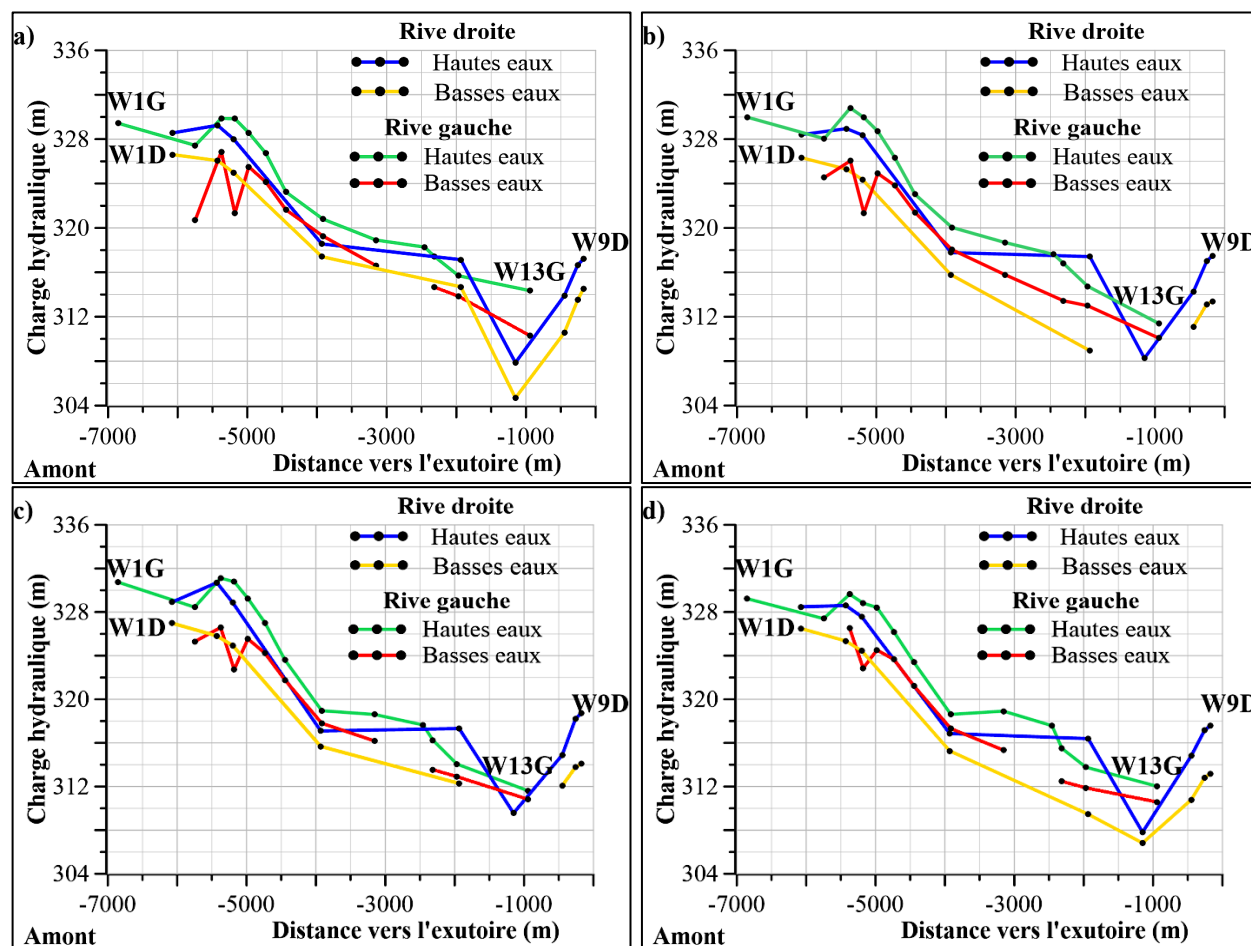 a)
Rive droite
Hautes eaux
Basses eaux
Rive gauche
Hautes eaux
Basses eaux
W1G
W1D
W13G
W9D
Charge hydraulique (m)
336
328
320
312
304
-7000
-5000
-3000
-1000
Amont
Distance vers l'exutoire (m)
b)
Rive droite
Hautes eaux
Basses eaux
Rive gauche
Hautes eaux
Basses eaux
W1G
W1D
W13G
W9D
Charge hydraulique (m)
336
328
320
312
304
-7000
-5000
-3000
-1000
Amont
Distance vers l'exutoire (m)
c)
Rive droite
Hautes eaux
Basses eaux
Rive gauche
Hautes eaux
Basses eaux
W1G
W1D
W13G
W9D
Charge hydraulique (m)
336
328
320
312
304
-7000
-5000
-3000
-1000
Amont
Distance vers l'exutoire (m)
d)
Rive droite
Hautes eaux
Basses eaux
Rive gauche
Hautes eaux
Basses eaux
W1G
W1D
W13G
W9D
Charge hydraulique (m)
336
328
320
312
304
-7000
-5000
-3000
-1000
Amont
Distance vers l'exutoire (m)